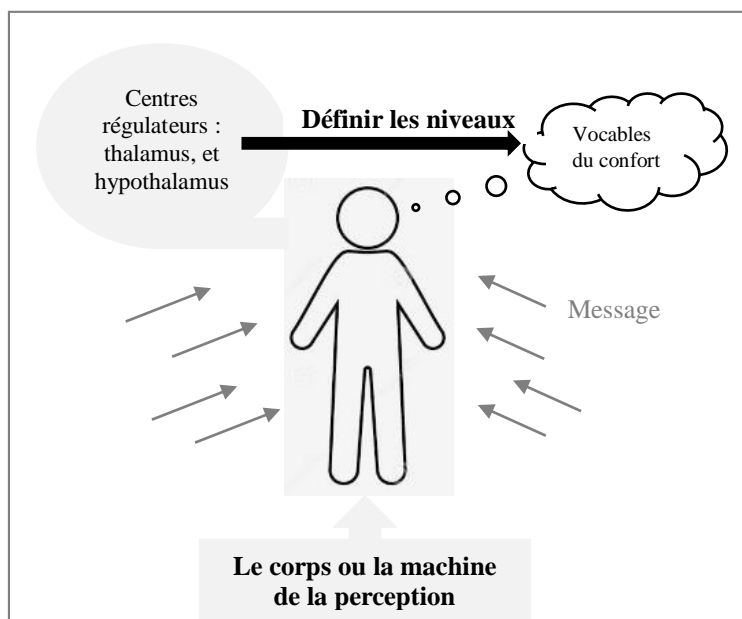 Centres
régulateurs :
thalamus, et
hypothalamus
Définir les niveaux
Vocables
du confort
Message
Le corps ou la machine
de la perception